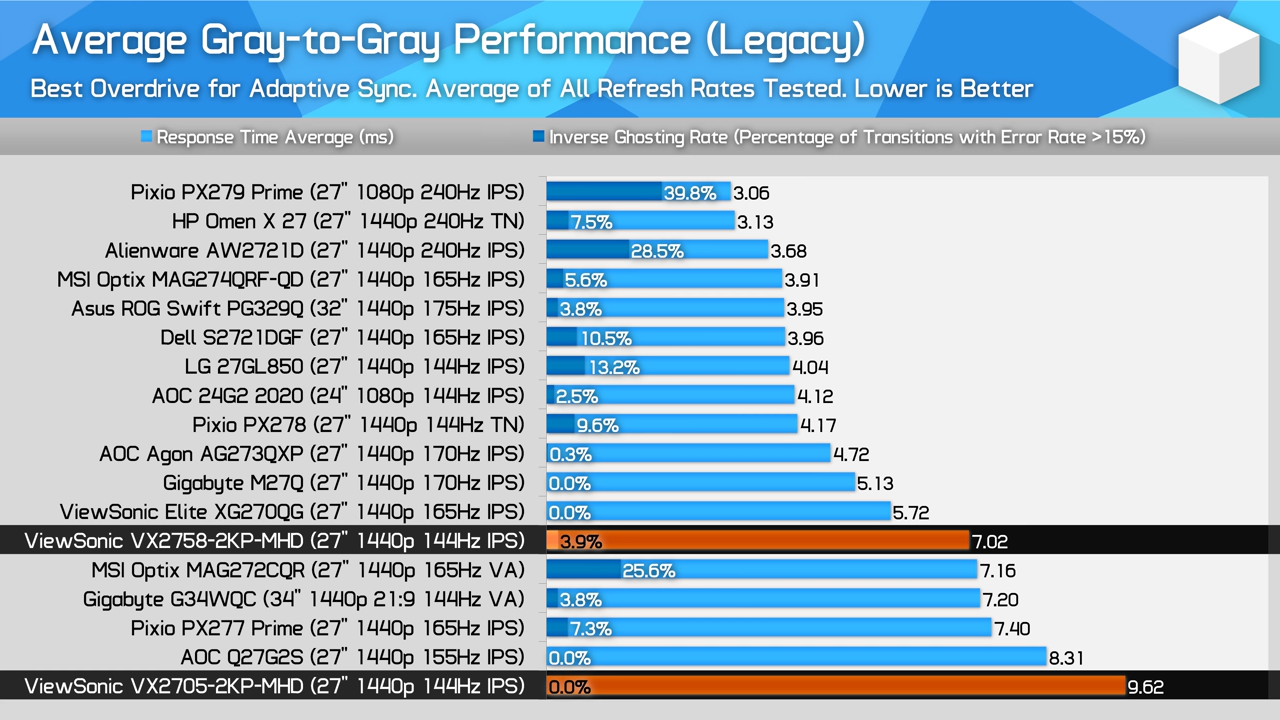 Average Gray-to-Gray Performance (Legacy)
Best Overdrive for Adaptive Sync. Average of All Refresh Rates Tested. Lower is Better
Response Time Average (ms) Inverse Ghosting Rate (Percentage of Transitions with Error Rate >15%)
Pixio PX279 Prime (27" 1080p 240Hz IPS) 39.8% 3.06
HP Omen X 27 (27" 1440p 240Hz TN) 7.5% 3.13
Alienware AW2721D (27" 1440p 240Hz IPS) 28.5% 3.68
MSI Optix MAG274QRF-QD (27" 1440p 165Hz IPS) 5.6% 3.91
Asus ROG Swift PG329Q (32" 1440p 175Hz IPS) 3.8% 3.95
Dell S2721DGF (27" 1440p 165Hz IPS) 10.5% 3.96
LG 27GL850 (27" 1440p 144Hz IPS) 13.2% 4.04
AOC 24G2 2020 (24" 1080p 144Hz IPS) 2.5% 4.12
Pixio PX278 (27" 1440p 144Hz TN) 9.6% 4.17
AOC Agon AG273QXP (27" 1440p 170Hz IPS) 0.3% 4.72
Gigabyte M27Q (27" 1440p 170Hz IPS) 0.0% 5.13
ViewSonic Elite XG270QG (27" 1440p 165Hz IPS) 0.0% 5.72
ViewSonic VX2758-2KP-MHD (27" 1440p 144Hz IPS) 3.9% 7.02
MSI Optix MAG272CQR (27" 1440p 165Hz VA) 25.6% 7.16
Gigabyte G34WQC (34" 1440p 21:9 144Hz VA) 3.8% 7.20
Pixio PX277 Prime (27" 1440p 165Hz IPS) 7.3% 7.40
AOC Q27G2S (27" 1440p 155Hz IPS) 0.0% 8.31
ViewSonic VX2705-2KP-MHD (27" 1440p 144Hz IPS) 0.0% 9.62